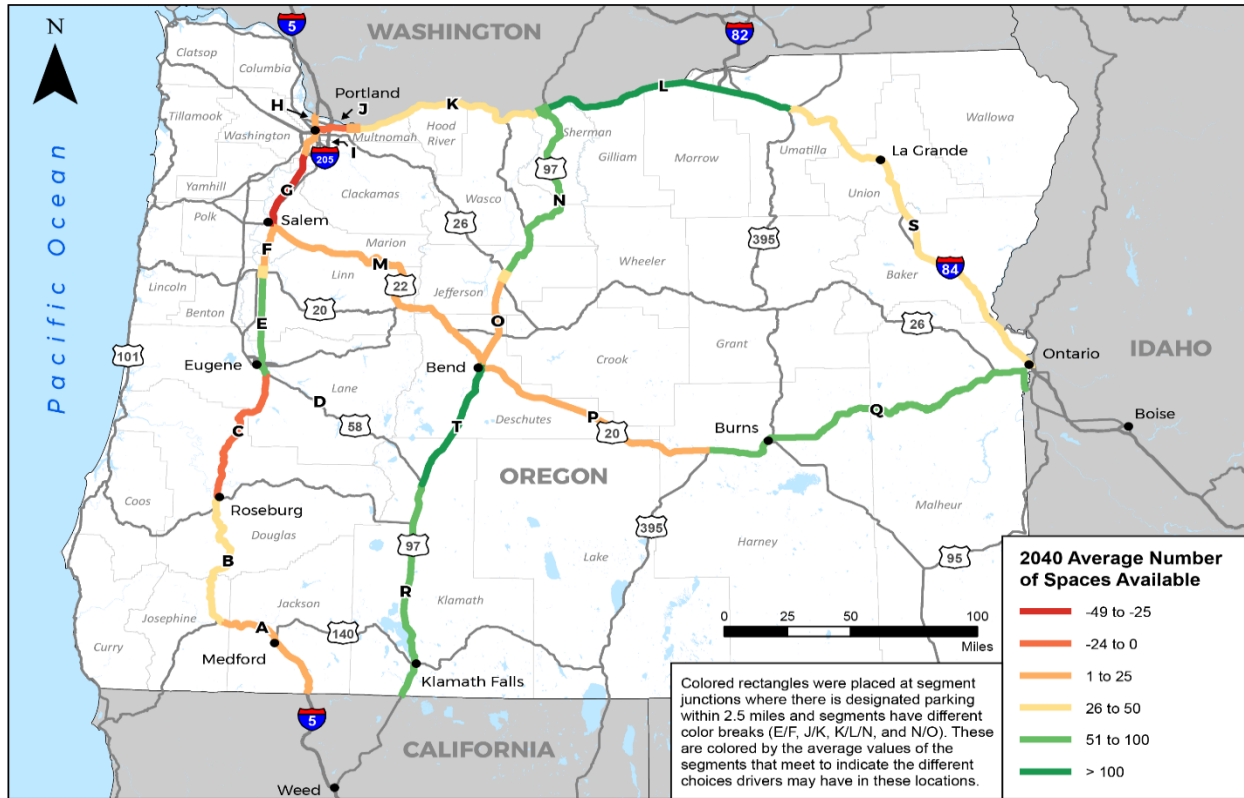 N
5
WASHINGTON
82
Clatsop
Columbia
Portland
H
J
K
L
Tillamook
Washington
Multnomah
Hood
River
Sherman
Wallowa
I
205
Gilliam
Morrow
Umatilla
La Grande
Yamhill
G
Clackamas
97
Union
Wasco
N
Polk
Salem
26
S
F
Marion
395
M
Linn
22
Jefferson
Wheeler
Baker
84
Lincoln
Benton
20
E
O
26
101
Grant
Ontario
IDAHO
Eugene
Bend
Crook
Lane
D
58
Deschutes
P
20
Q
Boise
C
T
Burns
OREGON
Malheur
Coos
Roseburg
Douglas
395
97
95
B
Lake
Harney
R
Klamath
Josephine
Jackson
A
140
Curry
Medford
Klamath Falls
5
CALIFORNIA
Weed
Pacific Ocean
0
25
50
100
Miles
Colored rectangles were placed at segment
junctions where there is designated parking
within 2.5 miles and segments have different
color breaks (E/F, J/K, K/L/N, and N/O). These
are colored by the average values of the
segments that meet to indicate the different
choices drivers may have in these locations.
2040 Average Number
of Spaces Available
-49 to -25
-24 to 0
1 to 25
26 to 50
51 to 100
> 100